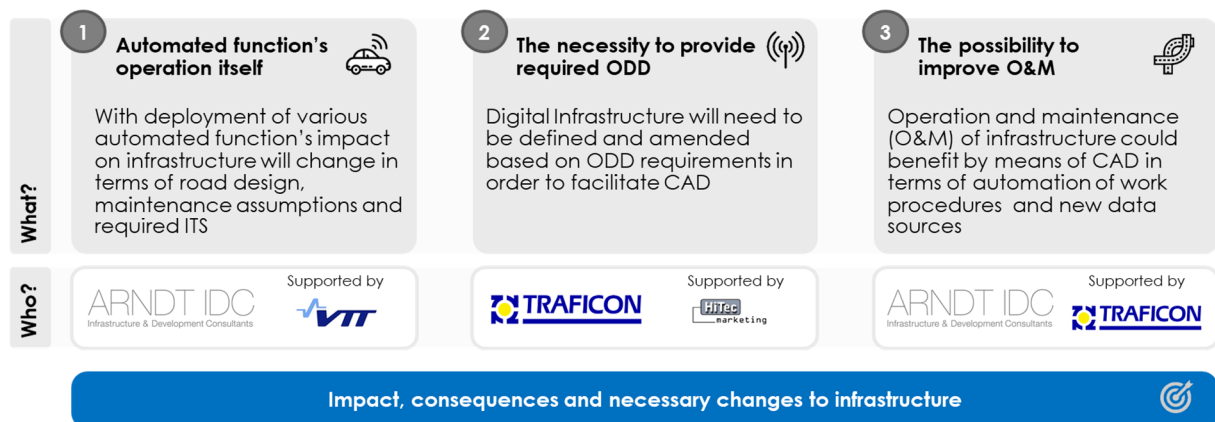 1
Automated function's
operation itself
With deployment of various
automated function's impact
on infrastructure will change in
terms of road design,
maintenance assumptions and
required ITS
2
The necessity to provide
required ODD
Digital Infrastructure will need to
be defined and amended
based on ODD requirements in
order to facilitate CAD
3
The possibility to
improve O&M
Operation and maintenance
(O&M) of infrastructure could
benefit by means of CAD in
terms of automation of work
procedures and new data
sources
What?
Who?
ARNDT IDC
Infrastructure & Development Consultants
Supported by
VTT
TRAFICON
Supported by
HiTec
marketing
ARNDT IDC
Infrastructure & Development Consultants
Supported by
TRAFICON
Impact, consequences and necessary changes to infrastructure